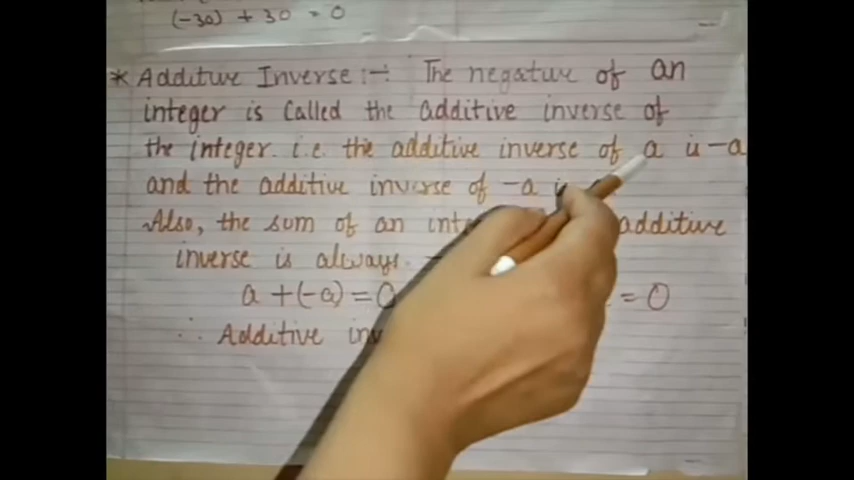 (-30) + 30 = 0
* Additive Inverse :- The negative of an
integer is called the additive inverse of
the integer. i.e. the additive inverse of a is -a
and the additive inverse of -a
Also, the sum of an additive
inverse is always
a + (-a) = 0 = 0
∴ Additive